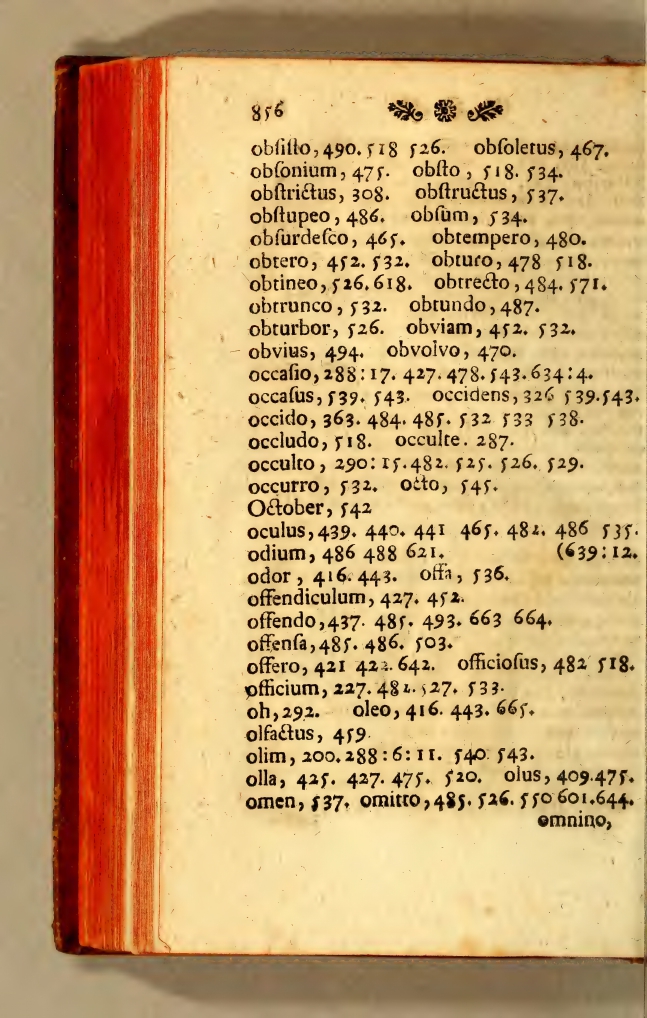 856
obſiſto, 490. 518 526. obſoletus, 467.
obſonium, 475. obſto, 518. 534.
obſtrictus, 308. obſtructus, 537.
obſtupeo, 486. obſum, 534.
obſurdeſco, 465. obtempero, 480.
obtero, 452. 532. obturo, 478 518.
obtineo, 526. 618. obtrecto, 484. 571.
obtrunco, 532. obtundo, 487.
obturbor, 526. obviam, 452. 532.
obvius, 494. obvolvo, 470.
occaſio, 288: 17. 427. 478. 543. 634: 4.
occaſus, 539. 543. occidens, 326 539. 543.
occido, 363. 484. 485. 532 533 538.
occludo, 518. occulte. 287.
occulto, 290: 15. 482. 525. 526. 529.
occurro, 532. octo, 545.
October, 542
oculus, 439. 440. 441 465. 482. 486 535.
odium, 486 488 621. (639: 12.
odor, 416. 443. offa, 536.
offendiculum, 427. 452.
offendo, 437. 485. 493. 663 664.
offenſa, 485. 486. 503.
offero, 421 422. 642. officioſus, 482 518.
officium, 227. 482. 527. 533.
oh, 292. oleo, 416. 443. 665.
olfactus, 459
olim, 200. 288: 6: 11. 540 543.
olla, 425. 427. 475. 520. olus, 409. 475.
omen, 537. omitto, 485. 526. 550 601. 644.
omnino,